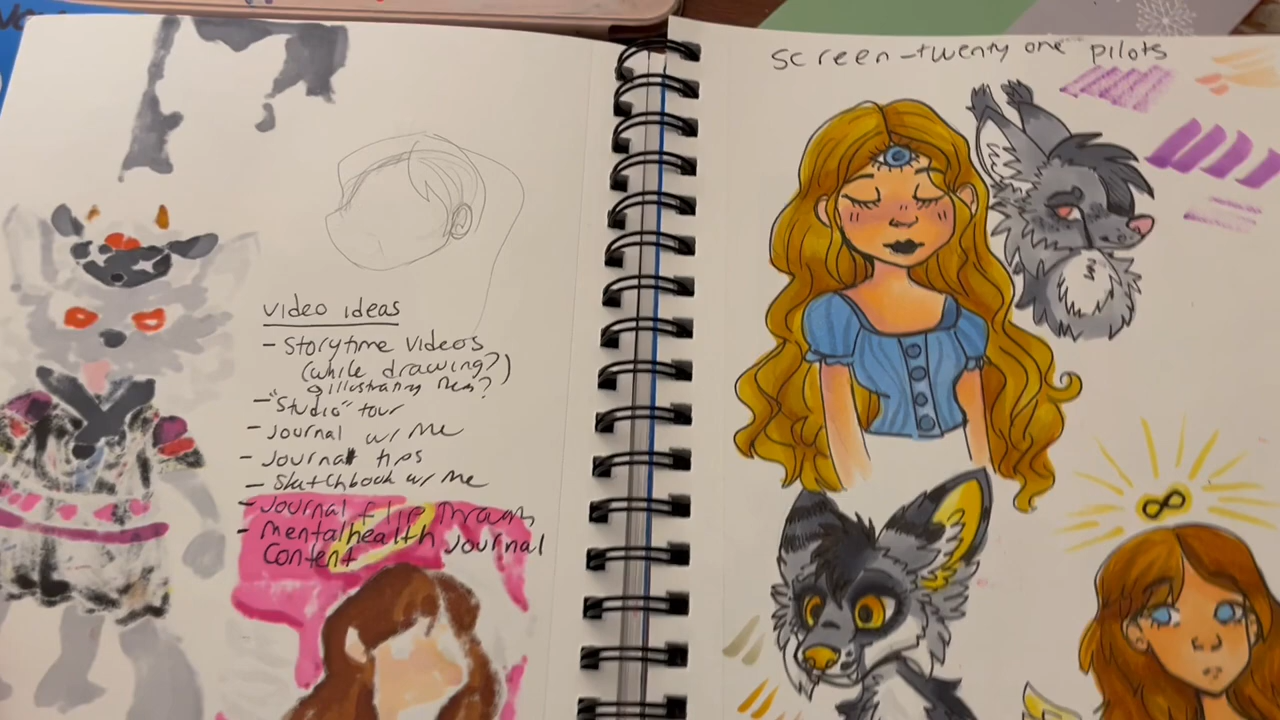 video ideas
- Storytime Videos
(while drawing?)
- "Studio" tour
- Journal w/ Me
- Journal tips
- Sketchbook w/ Me
- Journal flip through
- Mentalhealth Journal
Content
screen - twenty one pilots